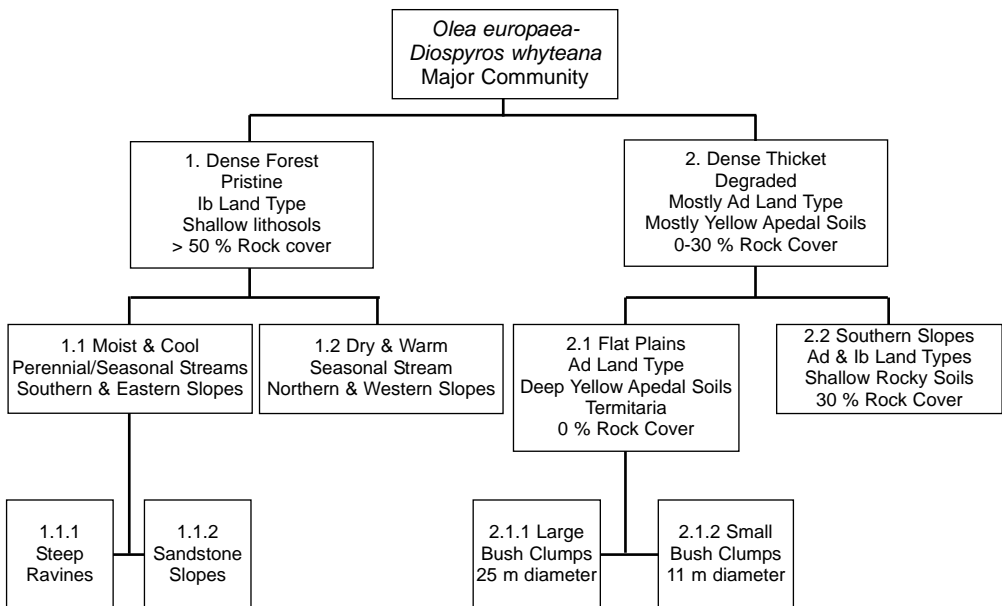 Olea europaea-
Diospyros whyteana
Major Community
1. Dense Forest
Pristine
Ib Land Type
Shallow lithosols
> 50 % Rock cover
2. Dense Thicket
Degraded
Mostly Ad Land Type
Mostly Yellow Apedal Soils
0-30 % Rock Cover
1.1 Moist & Cool
Perennial/Seasonal Streams
Southern & Eastern Slopes
1.2 Dry & Warm
Seasonal Stream
Northern & Western Slopes
2.1 Flat Plains
Ad Land Type
Deep Yellow Apedal Soils
Termitaria
0 % Rock Cover
2.2 Southern Slopes
Ad & Ib Land Types
Shallow Rocky Soils
30 % Rock Cover
1.1.1
Steep
Ravines
1.1.2
Sandstone
Slopes
2.1.1 Large
Bush Clumps
25 m diameter
2.1.2 Small
Bush Clumps
11 m diameter